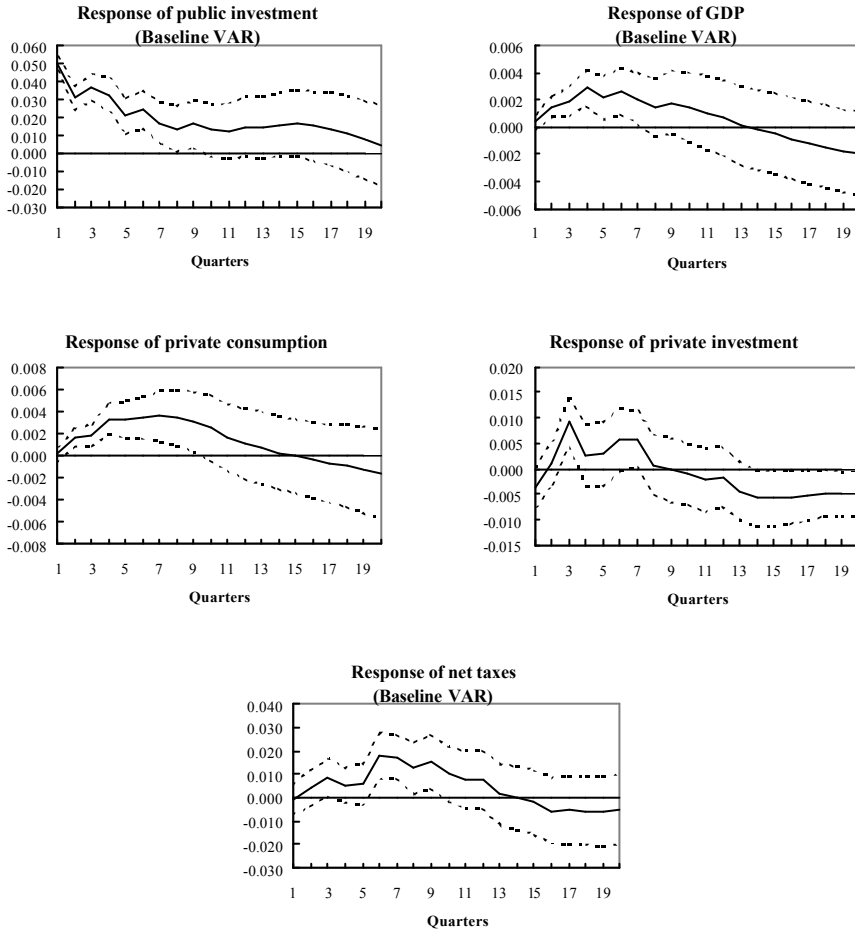 Response of public investment
(Baseline VAR)
0.060
0.050
0.040
0.030
0.020
0.010
0.000
-0.010
-0.020
-0.030
1 3 5 7 9 11 13 15 17 19
Quarters
Response of GDP
(Baseline VAR)
0.006
0.004
0.002
0.000
-0.002
-0.004
-0.006
1 3 5 7 9 11 13 15 17 19
Quarters
Response of private consumption
0.008
0.006
0.004
0.002
0.000
-0.002
-0.004
-0.006
-0.008
1 3 5 7 9 11 13 15 17 19
Quarters
Response of private investment
0.020
0.015
0.010
0.005
0.000
-0.005
-0.010
-0.015
1 3 5 7 9 11 13 15 17 19
Quarters
Response of net taxes
(Baseline VAR)
0.040
0.030
0.020
0.010
0.000
-0.010
-0.020
-0.030
1 3 5 7 9 11 13 15 17 19
Quarters